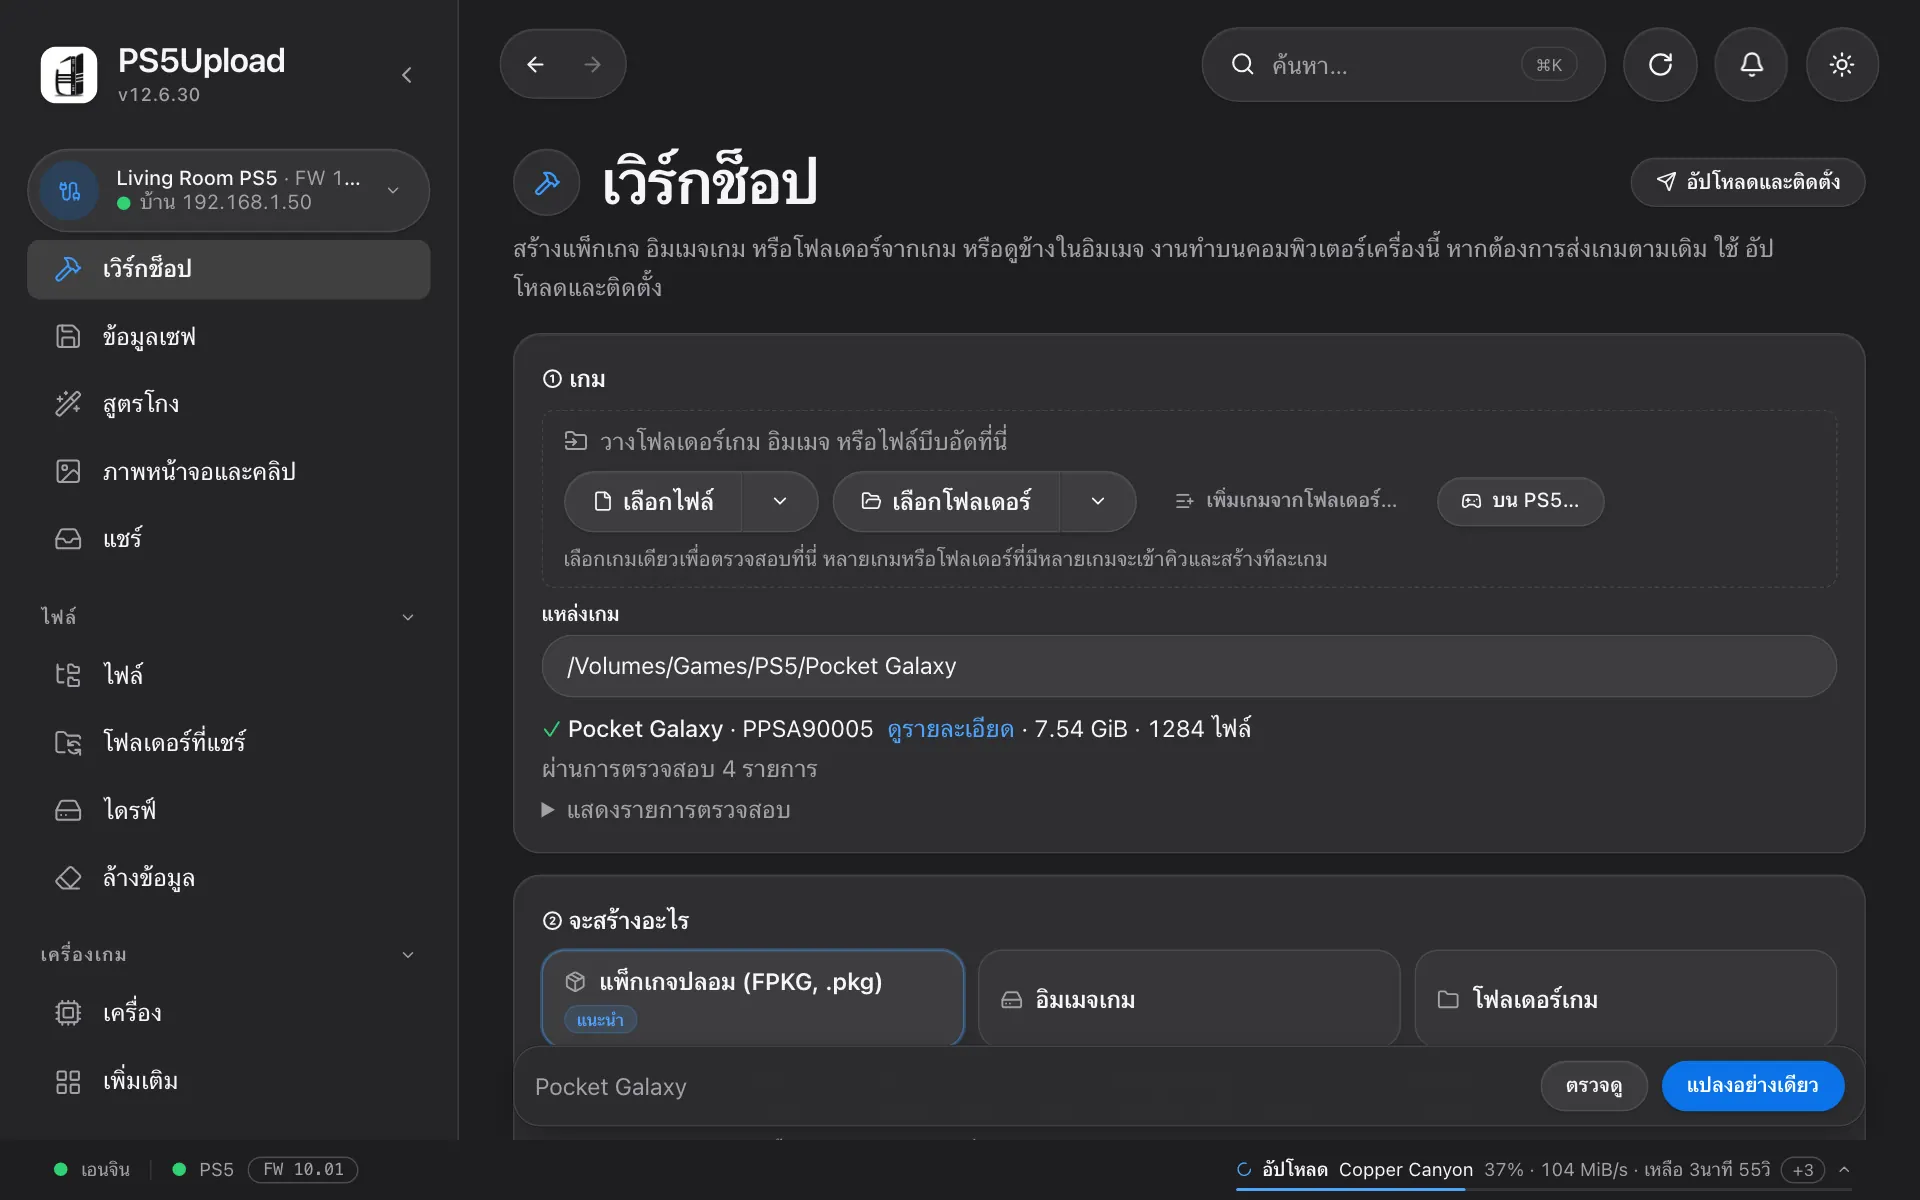 PS5Upload
v12.6.30
Living Room PS5 · FW 1...
บ้าน 192.168.1.50
เวิร์กช็อป
ข้อมูลเซฟ
สูตรโกง
ภาพหน้าจอและคลิป
แชร์
ไฟล์
ไฟล์
โฟลเดอร์ที่แชร์
ไดรฟ์
ล้างข้อมูล
เครื่องเกม
เครื่อง
เพิ่มเติม
ค้นหา...
⌘K
เวิร์กช็อป
อัปโหลดและติดตั้ง
สร้างแพ็กเกจ อิมเมจเกม หรือโฟลเดอร์จากเกม หรือดูข้างในอิมเมจ งานทำบนคอมพิวเตอร์เครื่องนี้ หากต้องการส่งเกมตามเดิม ใช้ อัป
โหลดและติดตั้ง
① เกม
วางโฟลเดอร์เกม อิมเมจ หรือไฟล์บีบอัดที่นี่
เลือกไฟล์
เลือกโฟลเดอร์
เพิ่มเกมจากโฟลเดอร์...
บน PS5...
เลือกเกมเดียวเพื่อตรวจสอบที่นี่ หลายเกมหรือโฟลเดอร์ที่มีหลายเกมจะเข้าคิวและสร้างทีละเกม
แหล่งเกม
/Volumes/Games/PS5/Pocket Galaxy
Pocket Galaxy · PPSA90005 ดูรายละเอียด · 7.54 GiB · 1284 ไฟล์
ผ่านการตรวจสอบ 4 รายการ
แสดงรายการตรวจสอบ
② จะสร้างอะไร
แพ็กเกจปลอม (FPKG, .pkg)
แนะนำ
อิมเมจเกม
โฟลเดอร์เกม
Pocket Galaxy
ตรวจดู
แปลงอย่างเดียว
เอนจิน
PS5
FW 10.01
อัปโหลด Copper Canyon 37% · 104 MiB/s · เหลือ 3นาที 55วิ
+3